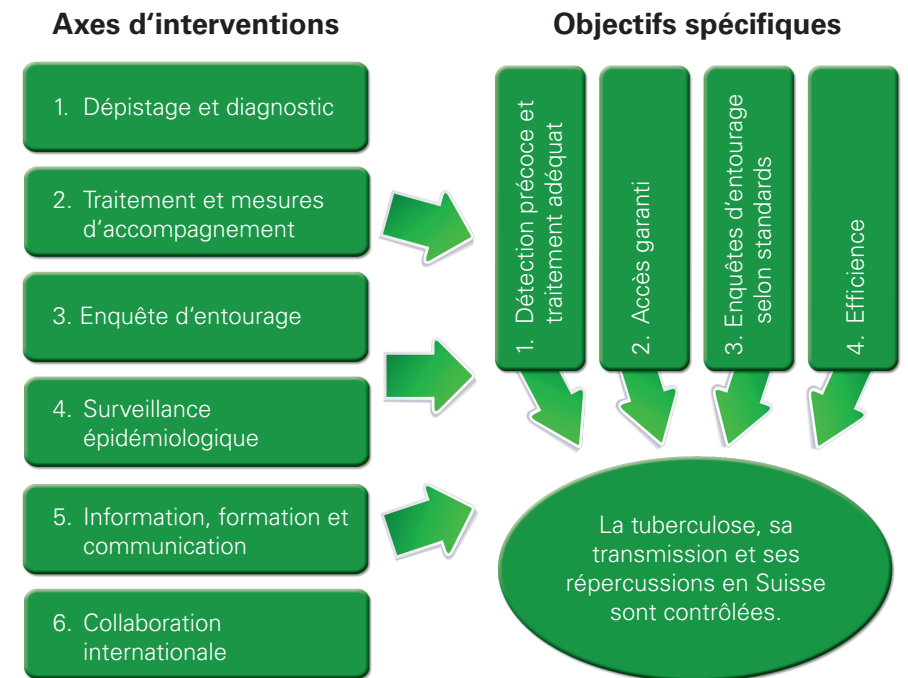 Axes d‘interventions
1. Dépistage et diagnostic
2. Traitement et mesures
d‘accompagnement
3. Enquête d‘entourage
4. Surveillance
épidémiologique
5. Information, formation et
communication
6. Collaboration
internationale
Objectifs spécifiques
1. Détection précoce et
traitement adéquat
2. Accès garanti
3. Enquêtes d‘entourage
selon standards
4. Efficience
La tuberculose, sa
transmission et ses
répercussions en Suisse
sont contrôlées.